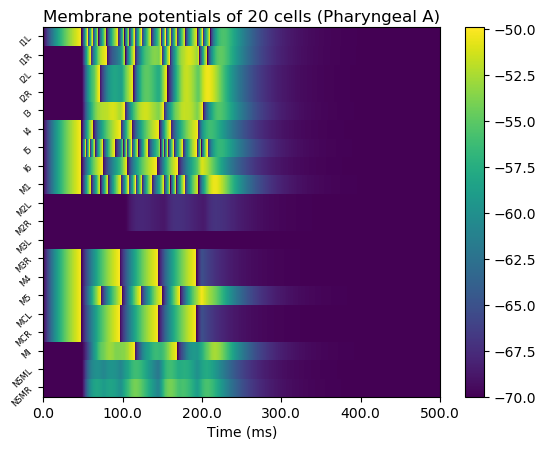 Membrane potentials of 20 cells (Pharyngeal A)
I1L
I1R
I2L
I2R
I3
I4
I5
I6
M1
M2L
M2R
M3L
M3R
M4
M5
MCL
MCR
MI
NSML
NSMR
0.0 100.0 200.0 300.0 400.0 500.0
Time (ms)
−50.0
−52.5
−55.0
−57.5
−60.0
−62.5
−65.0
−67.5
−70.0